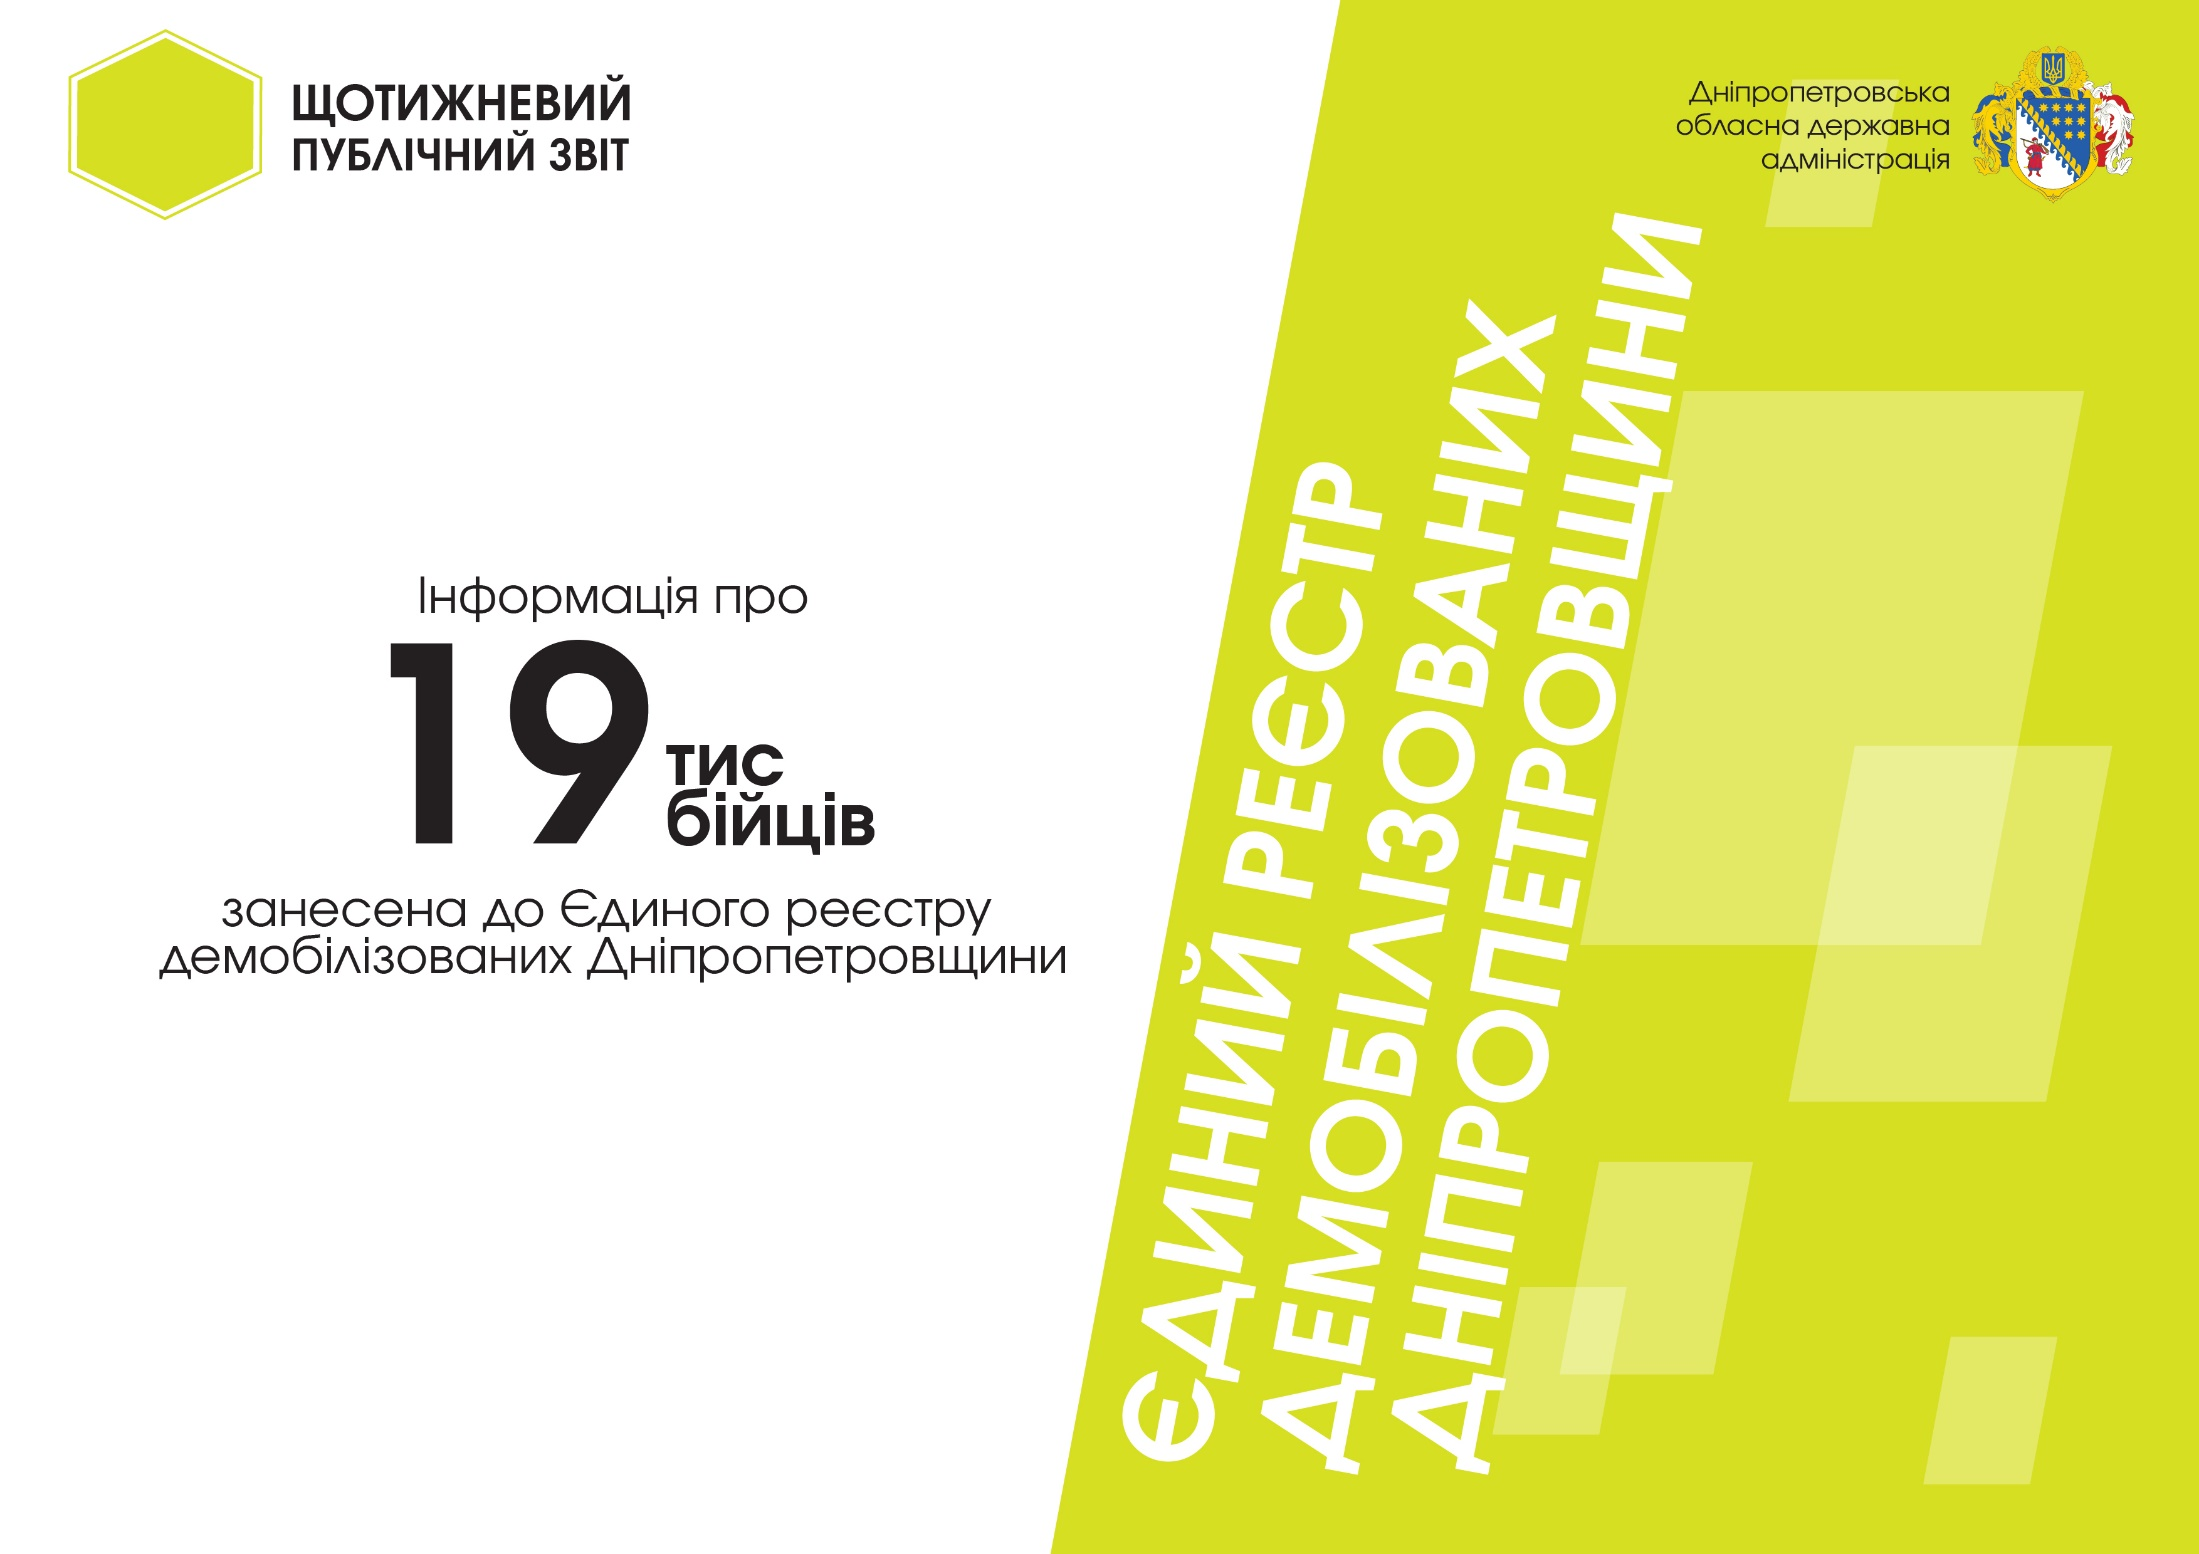 ЩОТИЖНЕВИЙ
ПУБЛІЧНИЙ ЗВІТ
Дніпропетровська
обласна державна
адміністрація
Інформація про
19 тис
бійців
занесена до Єдиного реєстру
демобілізованих Дніпропетровщини
ЄДИНИЙ РЕЄСТР
ДЕМОБІЛІЗОВАНИХ
ДНІПРОПЕТРОВЩИНИ